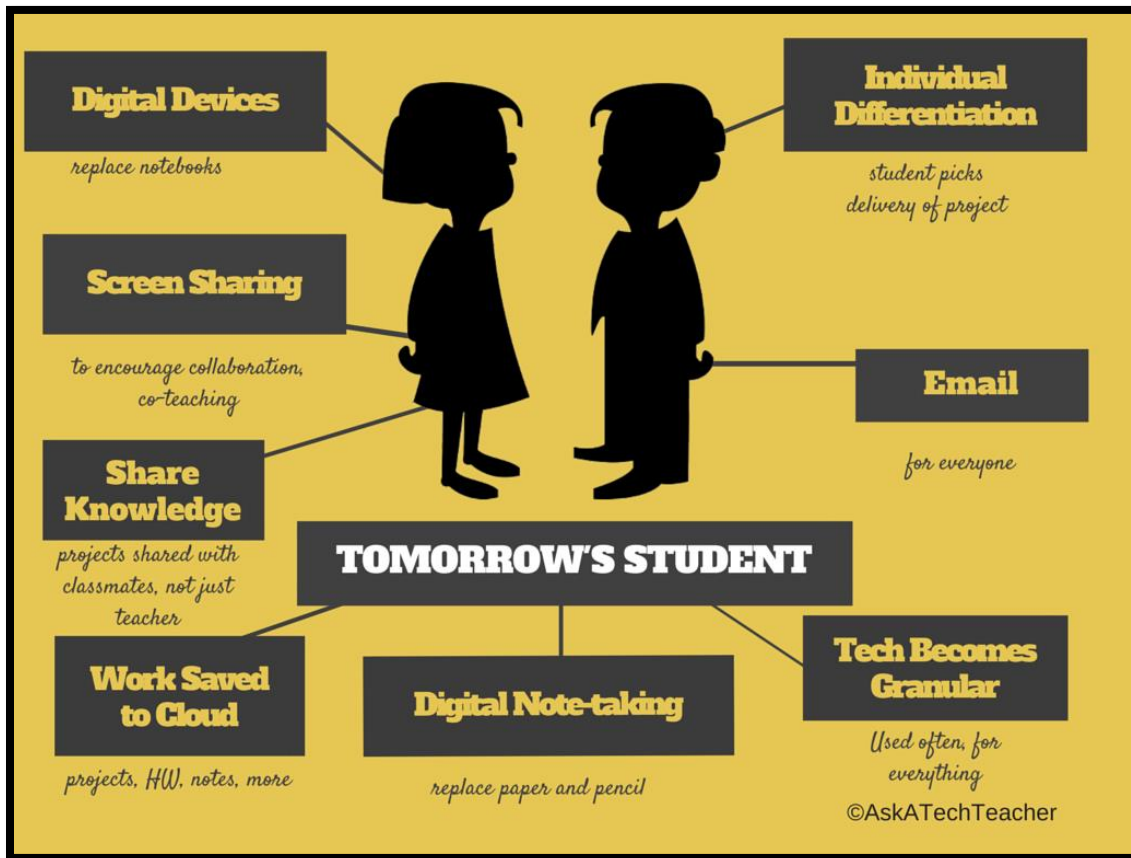 Digital Devices
replace notebooks
Individual
Differentiation
student picks
delivery of project
Screen Sharing
to encourage collaboration,
co-teaching
Email
for everyone
Share
Knowledge
projects shared with
classmates, not just
teacher
TOMORROW'S STUDENT
Work Saved
to Cloud
projects, HW, notes, more
Digital Note-taking
replace paper and pencil
Tech Becomes
Granular
Used often, for
everything
©AskATechTeacher